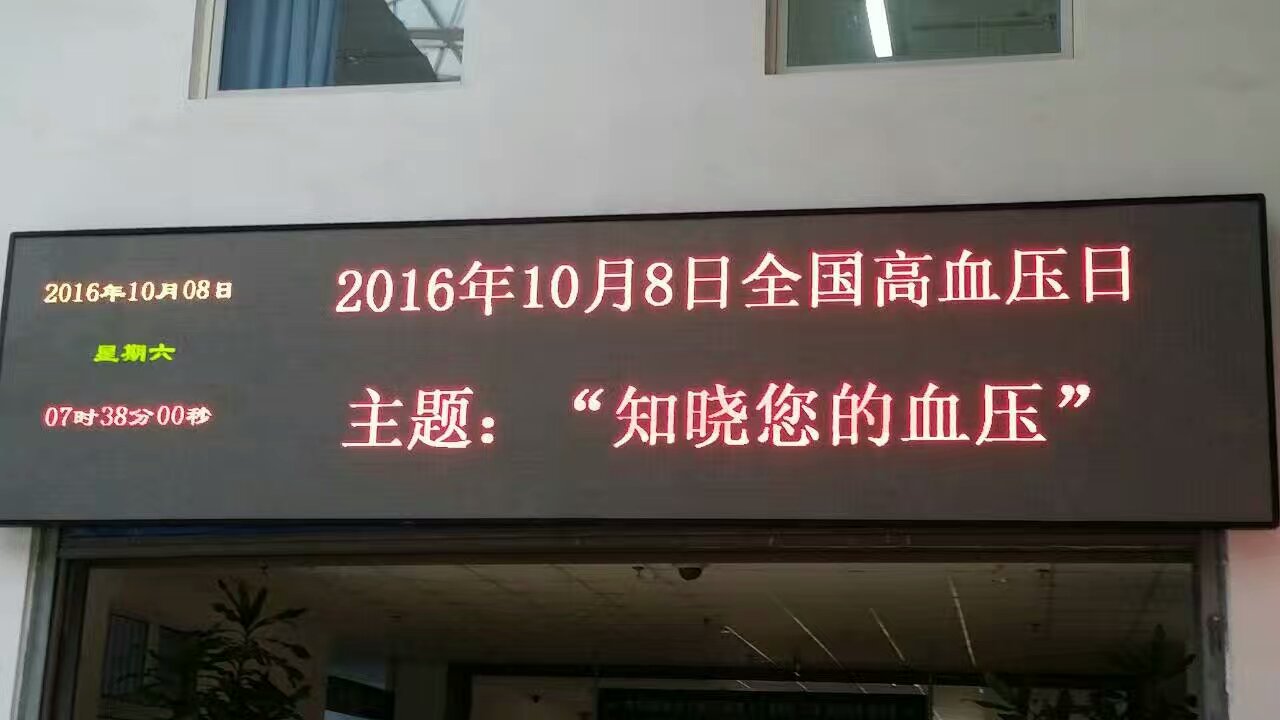 2016年10月08日
星期六
07时38分00秒
2016年10月8日全国高血压日
主题：“知晓您的血压”